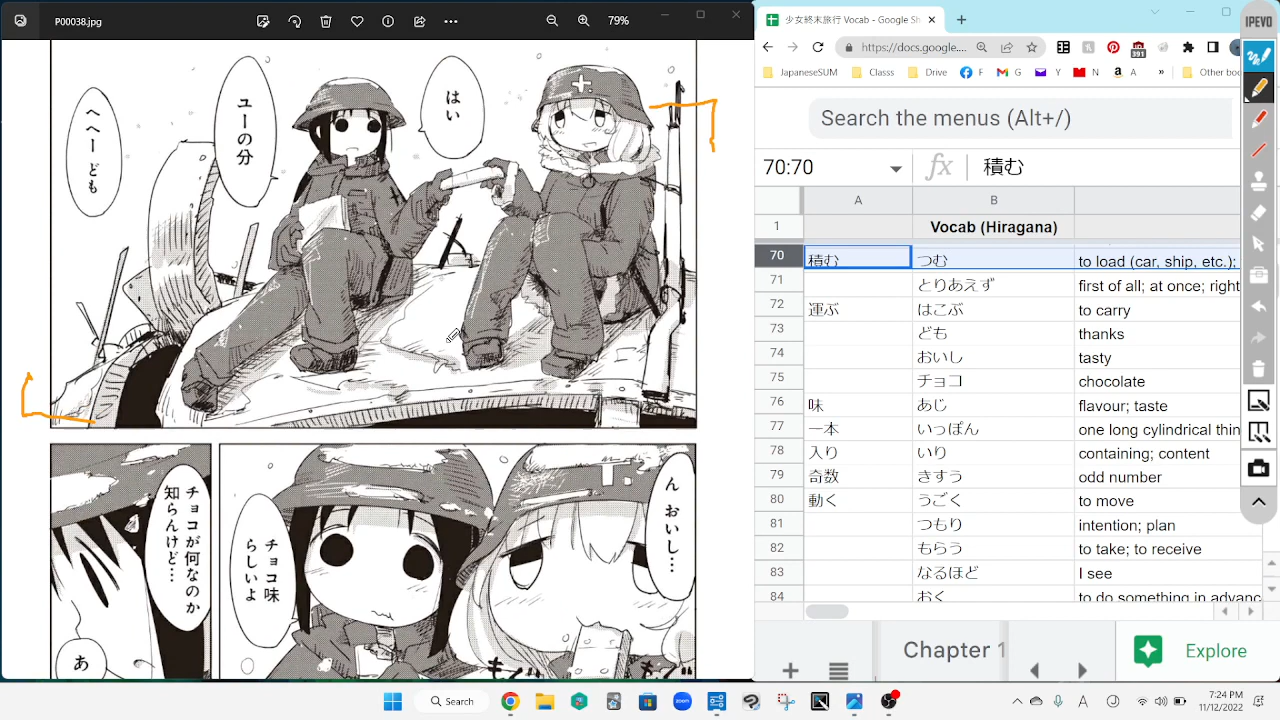 P00038.jpg
79%
はい
ユーの分
へへー ども
ん おいし…
チョコ味
らしいよ
チョコが何なのか
知らんけど…
あ
少女終末旅行 Vocab - Google Sh
https://docs.google...
JapaneseSUM
Classs
Drive
F
G
Y
N
A
Other boo
Search the menus (Alt+/)
70:70
積む
A
B
1
Vocab (Hiragana)
70 積む つむ to load (car, ship, etc.);
71 とりあえず first of all; at once; right
72 運ぶ はこぶ to carry
73 ども thanks
74 おいし tasty
75 チョコ chocolate
76 味 あじ flavour; taste
77 一本 いっぽん one long cylindrical thin
78 入り いり containing; content
79 奇数 きすう odd number
80 動く うごく to move
81 つもり intention; plan
82 もらう to take; to receive
83 なるほど I see
84 おく to do something in advanc
Chapter 1
Explore
IPEVO
Search
zoom
A
7:24 PM
11/2/2022